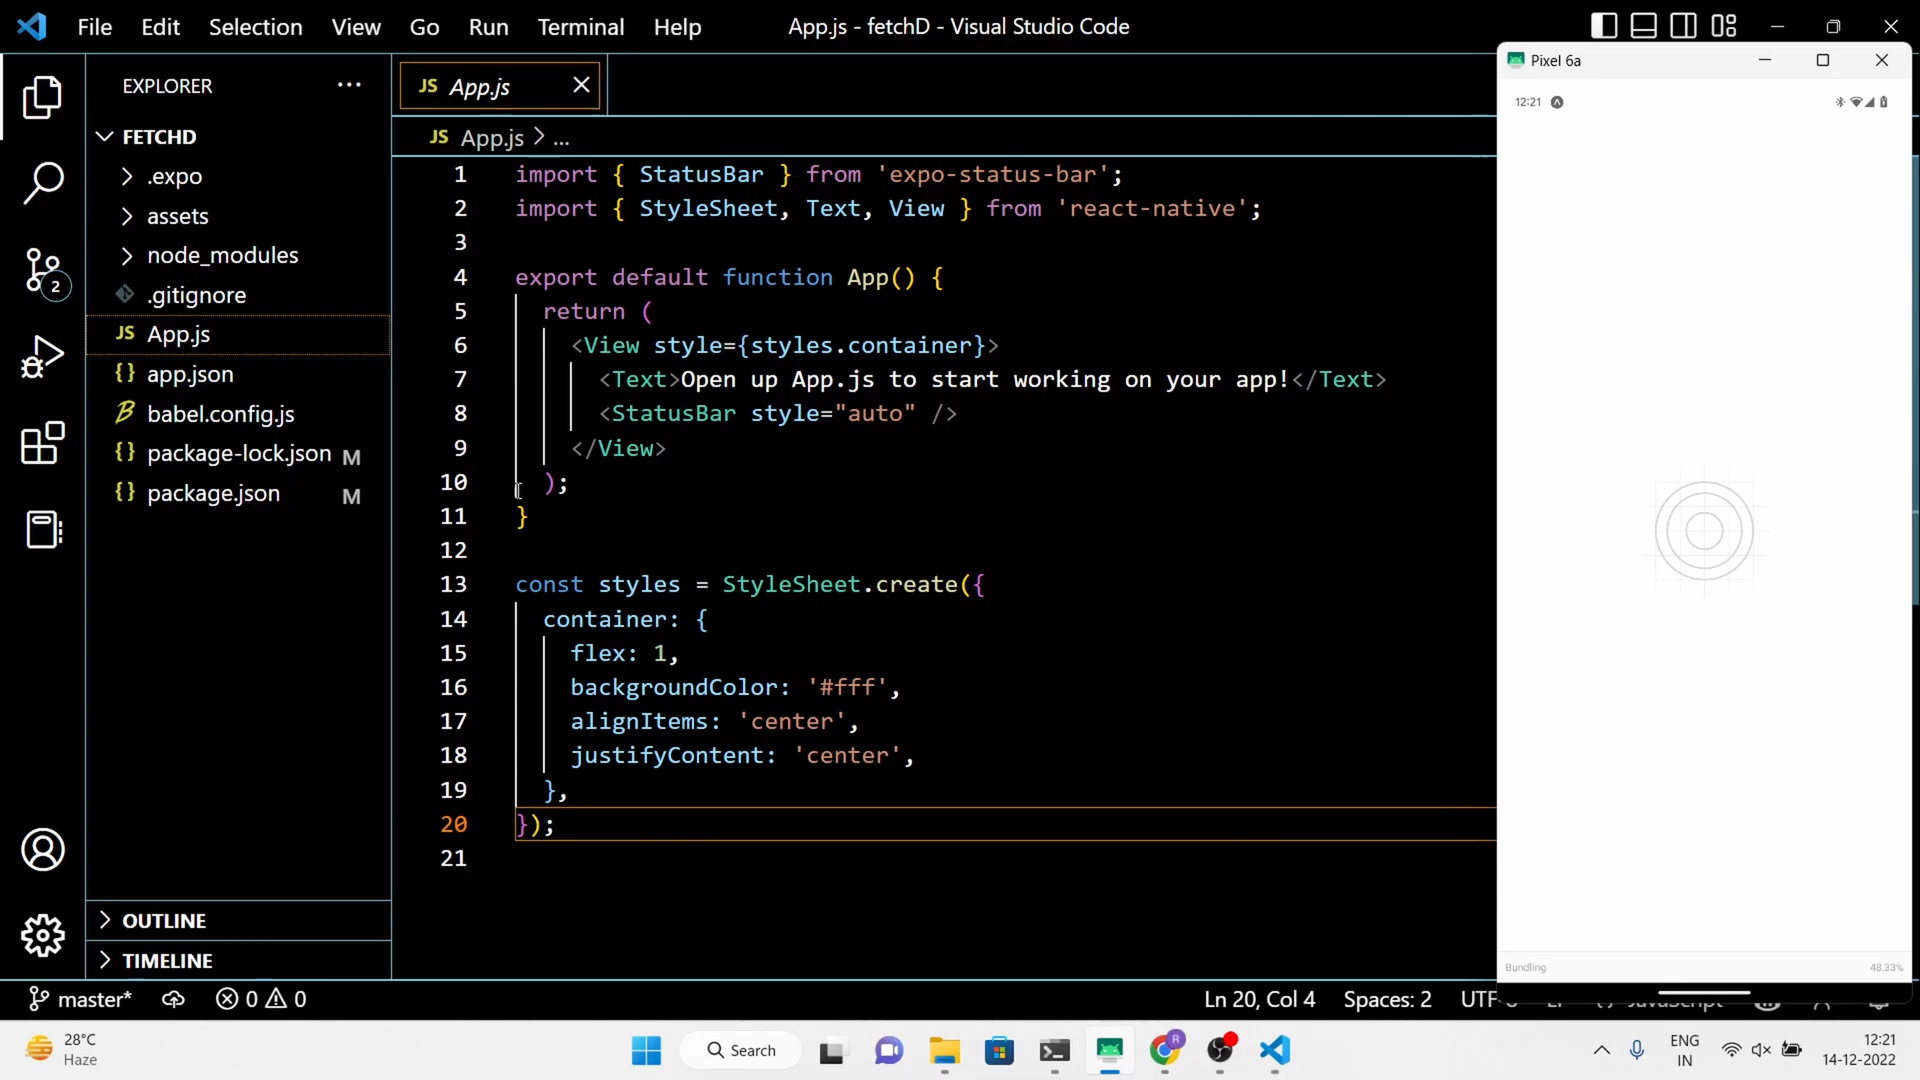 File Edit Selection View Go Run Terminal Help App.js - fetchD - Visual Studio Code
Pixel 6a
12:21
EXPLORER ...
FETCHD
.expo
assets
node_modules
.gitignore
JS App.js
{} app.json
babel.config.js
{} package-lock.json M
{} package.json M
2
OUTLINE
TIMELINE
JS App.js
JS App.js > ...
1 import { StatusBar } from 'expo-status-bar';
2 import { StyleSheet, Text, View } from 'react-native';
3
4 export default function App() {
5 return (
6 <View style={styles.container}>
7 <Text>Open up App.js to start working on your app!</Text>
8 <StatusBar style="auto" />
9 </View>
10 );
11 }
12
13 const styles = StyleSheet.create({
14 container: {
15 flex: 1,
16 backgroundColor: '#fff',
17 alignItems: 'center',
18 justifyContent: 'center',
19 },
20 });
21
Bundling 48.33%
master* 0 0 Ln 20, Col 4 Spaces: 2
28°C
Haze
Search
R
ENG
IN
12:21
14-12-2022